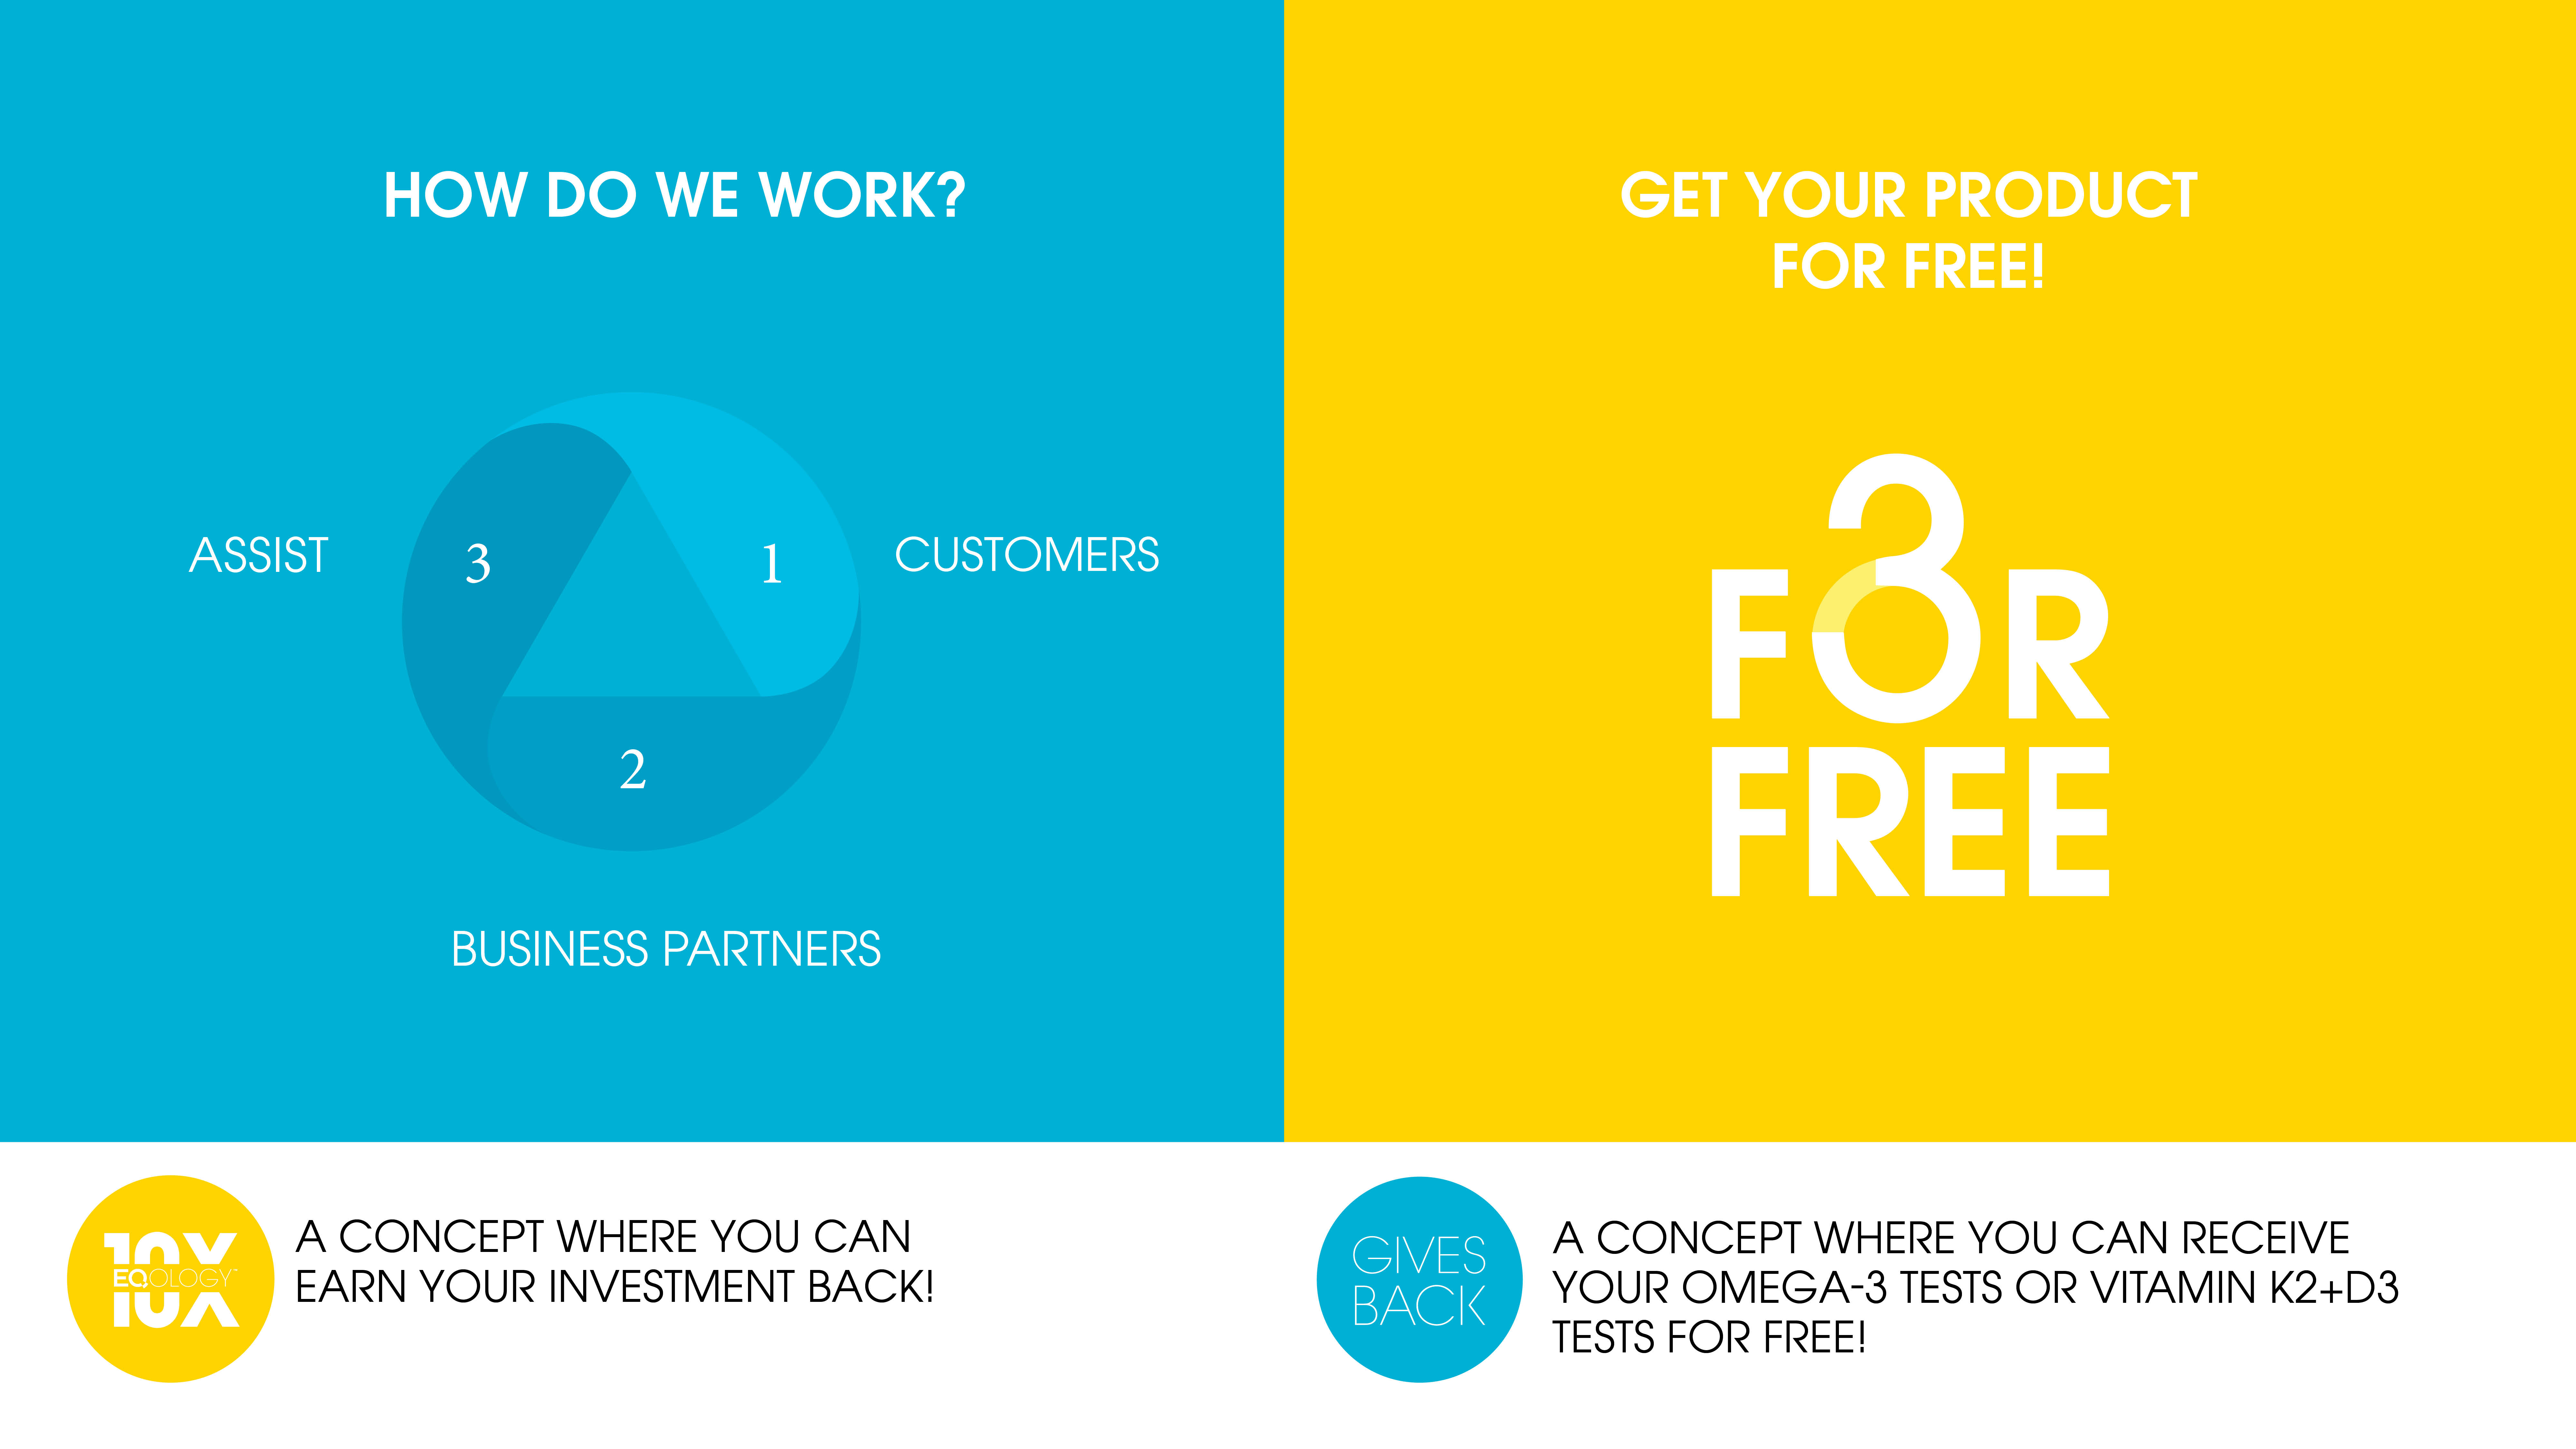 HOW DO WE WORK?
ASSIST
3
1
CUSTOMERS
2
BUSINESS PARTNERS
GET YOUR PRODUCT
FOR FREE!
3
FOR
FREE
10X
EQOLOGY™
10X
A CONCEPT WHERE YOU CAN
EARN YOUR INVESTMENT BACK!
GIVES
BACK
A CONCEPT WHERE YOU CAN RECEIVE
YOUR OMEGA-3 TESTS OR VITAMIN K2+D3
TESTS FOR FREE!